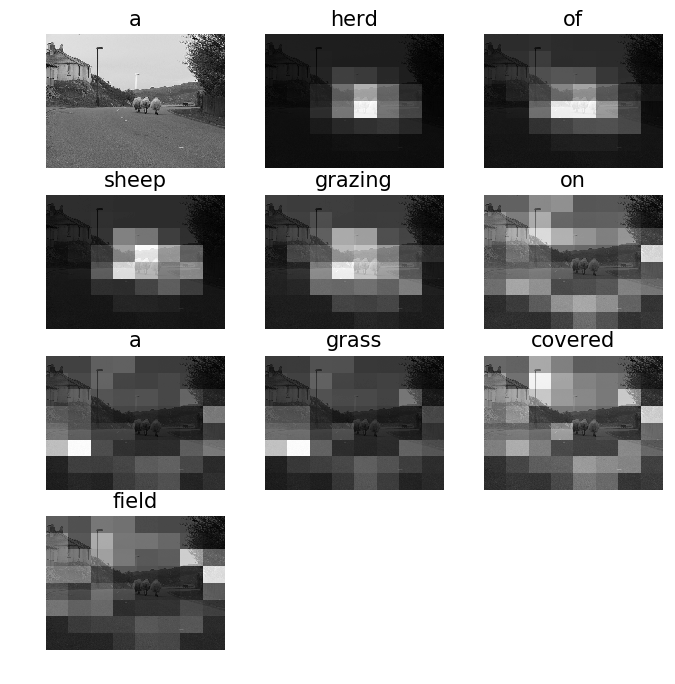 a herd of
sheep grazing on
a grass covered
field